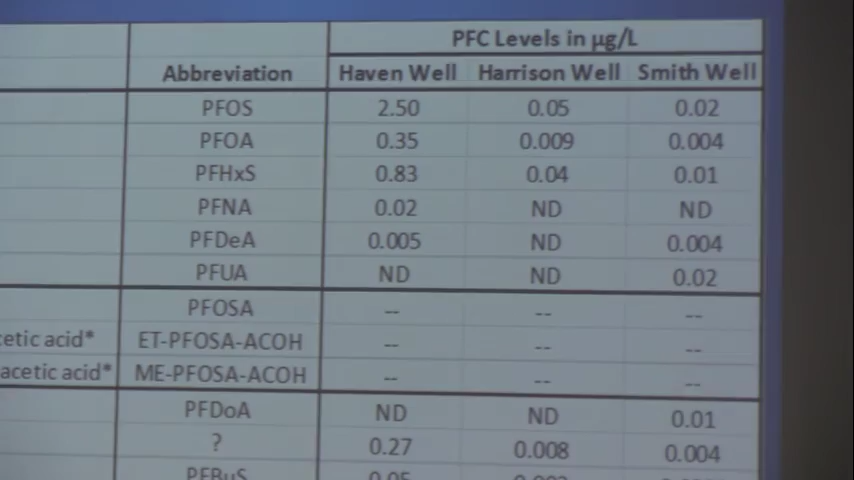 PFC Levels in µg/L
Abbreviation Haven Well Harrison Well Smith Well
PFOS 2.50 0.05 0.02
PFOA 0.35 0.009 0.004
PFHxS 0.83 0.04 0.01
PFNA 0.02 ND ND
PFDeA 0.005 ND 0.004
PFUA ND ND 0.02
PFOSA -- -- --
cetic acid* ET-PFOSA-ACOH -- -- --
acetic acid* ME-PFOSA-ACOH -- -- --
PFDoA ND ND 0.01
? 0.27 0.008 0.004
PFBuS 0.05